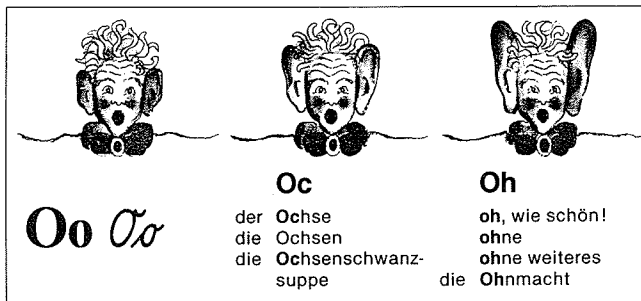 Oo Oo
Oc
der Ochse
die Ochsen
die Ochsenschwanz-
suppe
Oh
oh, wie schön!
ohne
ohne weiteres
die Ohnmacht